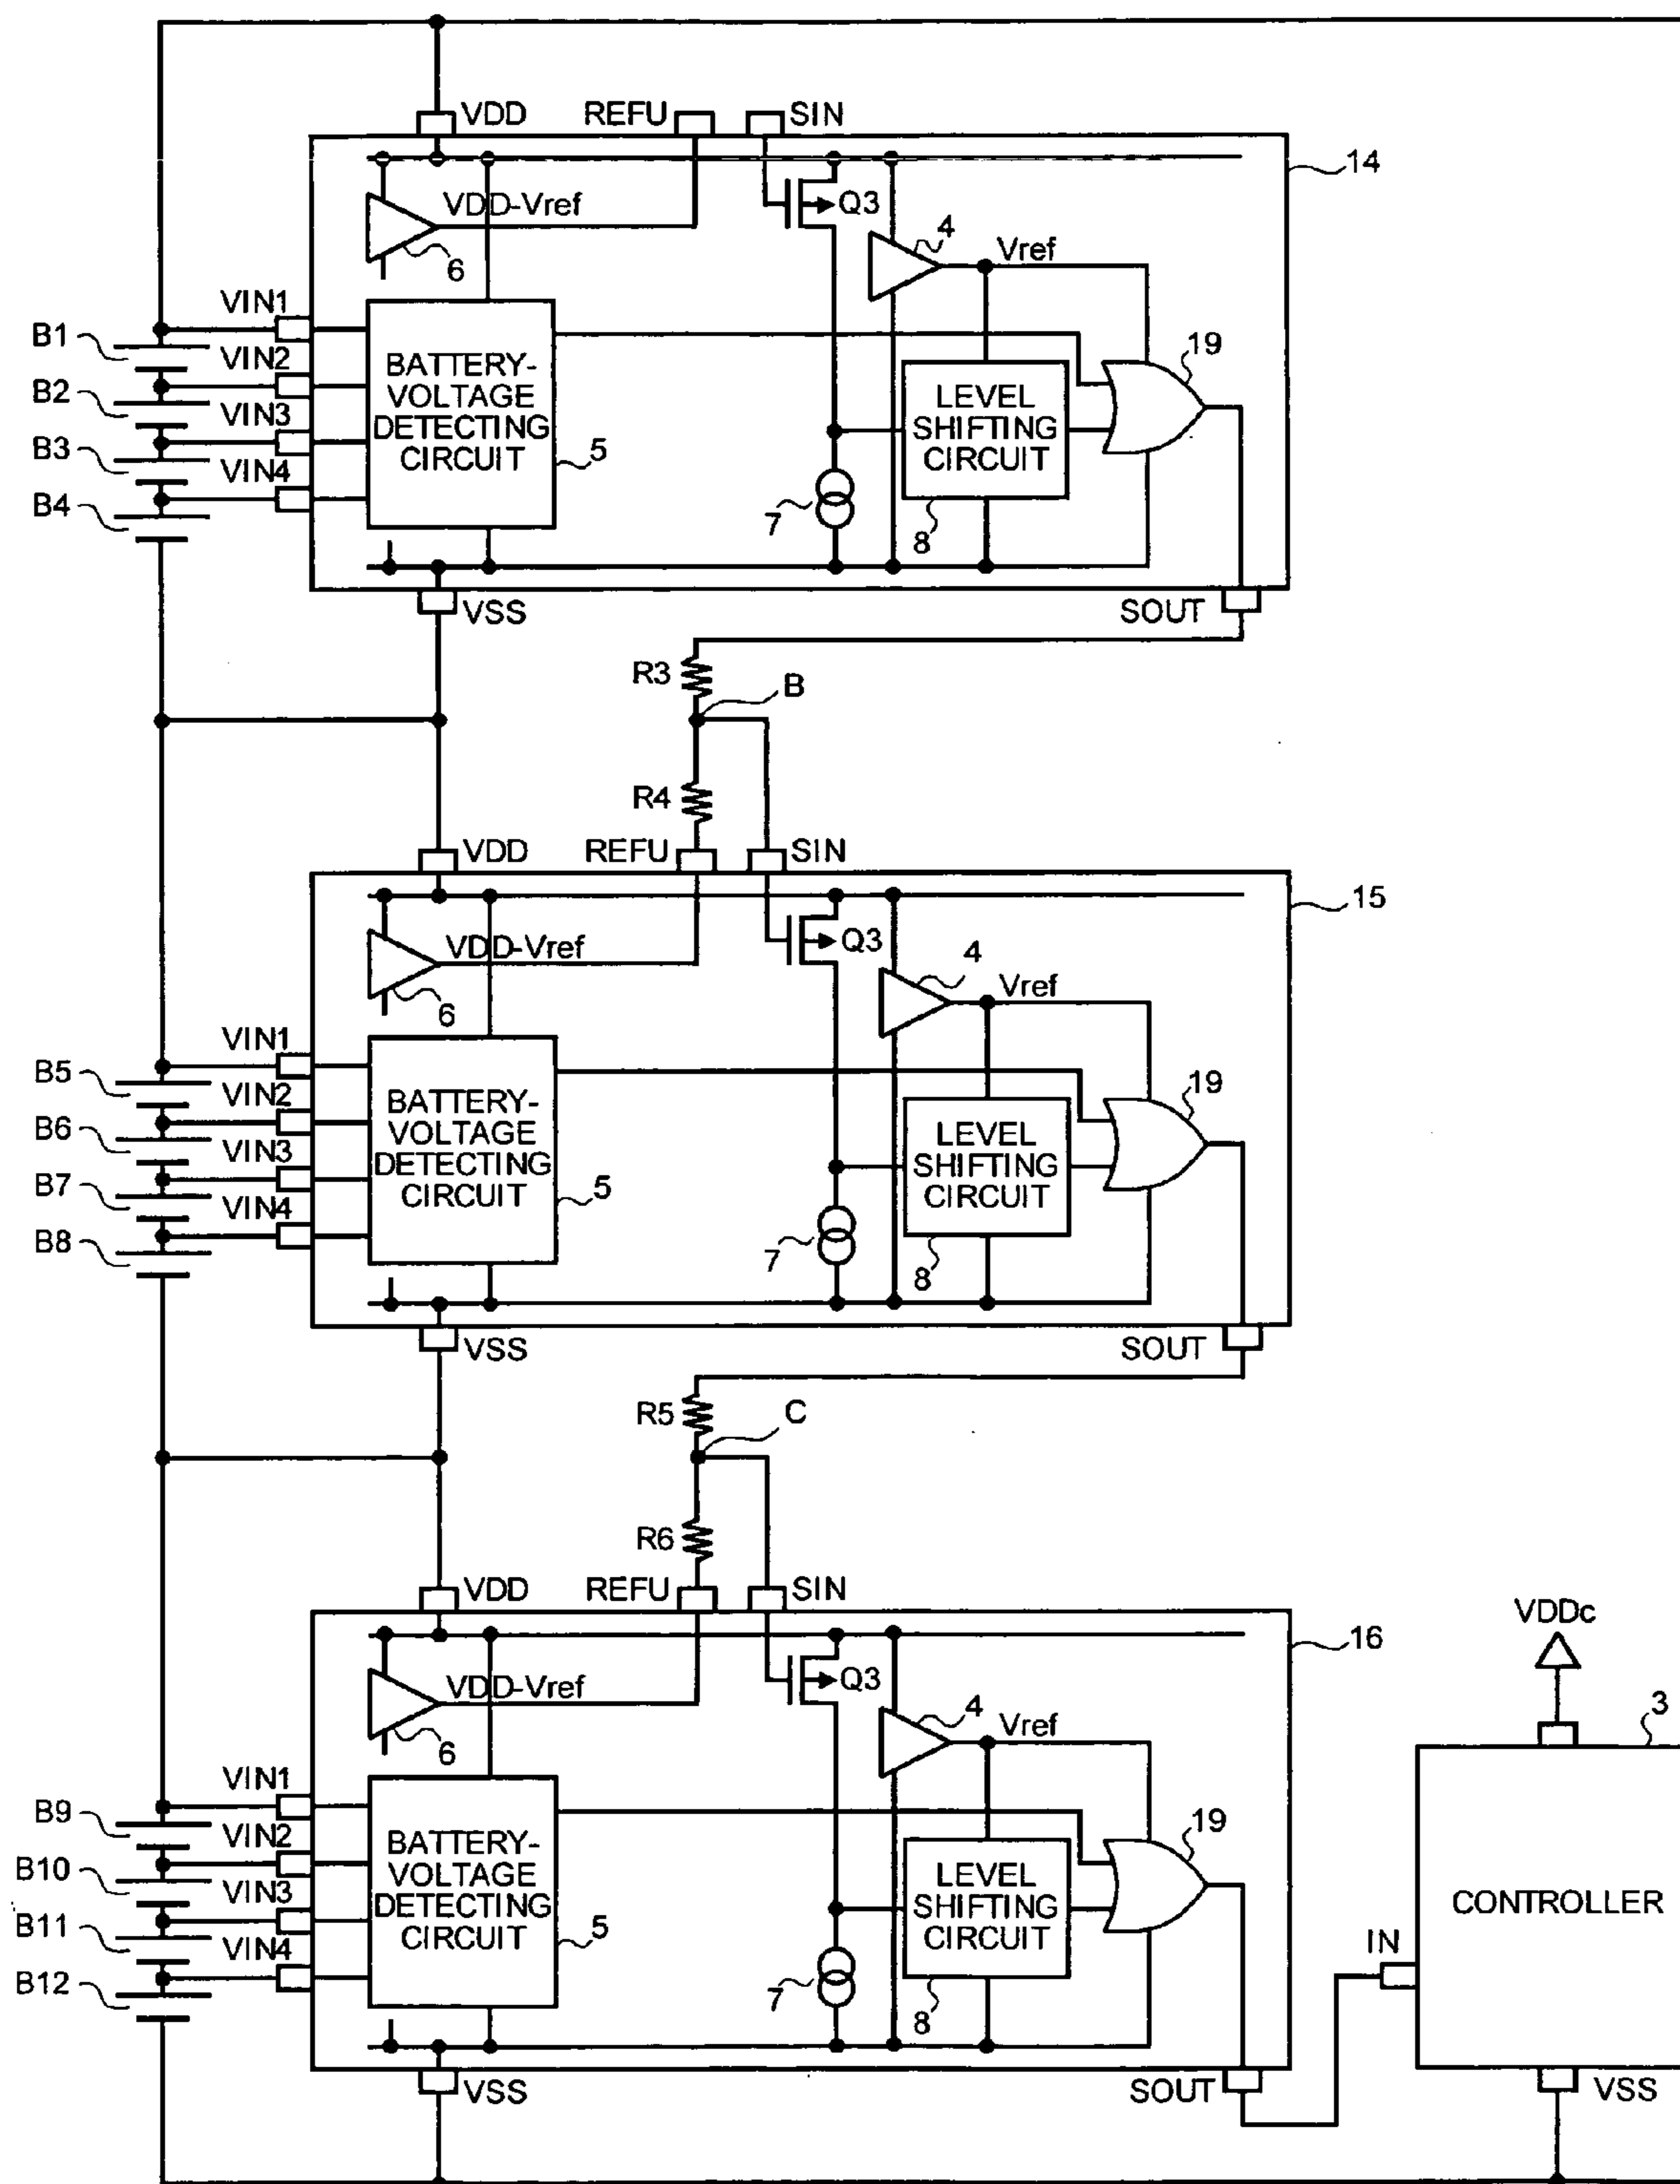 VDD
REFU
SIN
14
VDD-Vref
Q3
6
4
Vref
VIN1
B1
VIN2
B2
VIN3
B3
VIN4
B4
BATTERY-
VOLTAGE
DETECTING
CIRCUIT
5
LEVEL
SHIFTING
CIRCUIT
19
7
8
VSS
SOUT
R3
B
R4
VDD
REFU
SIN
15
VDD-Vref
Q3
6
4
Vref
VIN1
B5
VIN2
B6
VIN3
B7
VIN4
B8
BATTERY-
VOLTAGE
DETECTING
CIRCUIT
5
LEVEL
SHIFTING
CIRCUIT
19
7
8
VSS
SOUT
R5
C
R6
VDD
REFU
SIN
16
VDD-Vref
Q3
6
4
Vref
VIN1
B9
VIN2
B10
VIN3
B11
VIN4
B12
BATTERY-
VOLTAGE
DETECTING
CIRCUIT
5
LEVEL
SHIFTING
CIRCUIT
19
7
8
VSS
SOUT
VDDc
3
CONTROLLER
IN
VSS